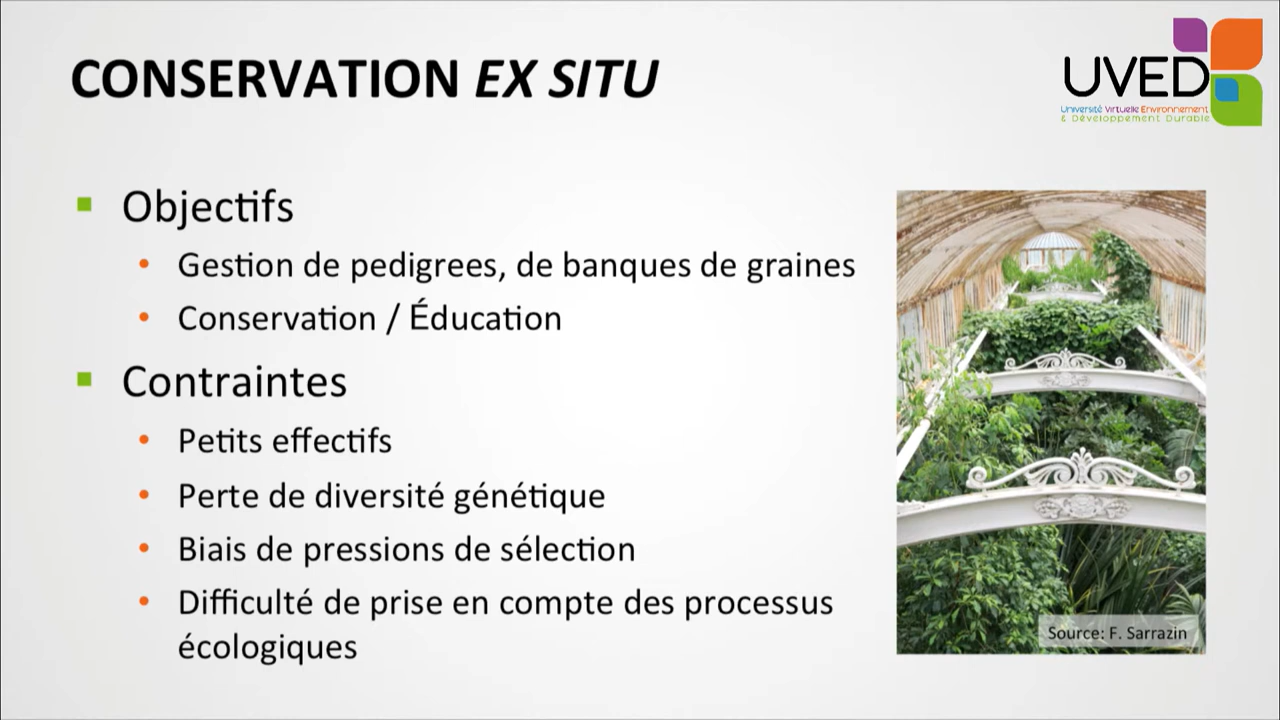 CONSERVATION EX SITU
UVED
Université Virtuelle Environnement
& Développement Durable
Objectifs
Gestion de pedigrees, de banques de graines
Conservation / Éducation
Contraintes
Petits effectifs
Perte de diversité génétique
Biais de pressions de sélection
Difficulté de prise en compte des processus
écologiques
Source: F. Sarrazin